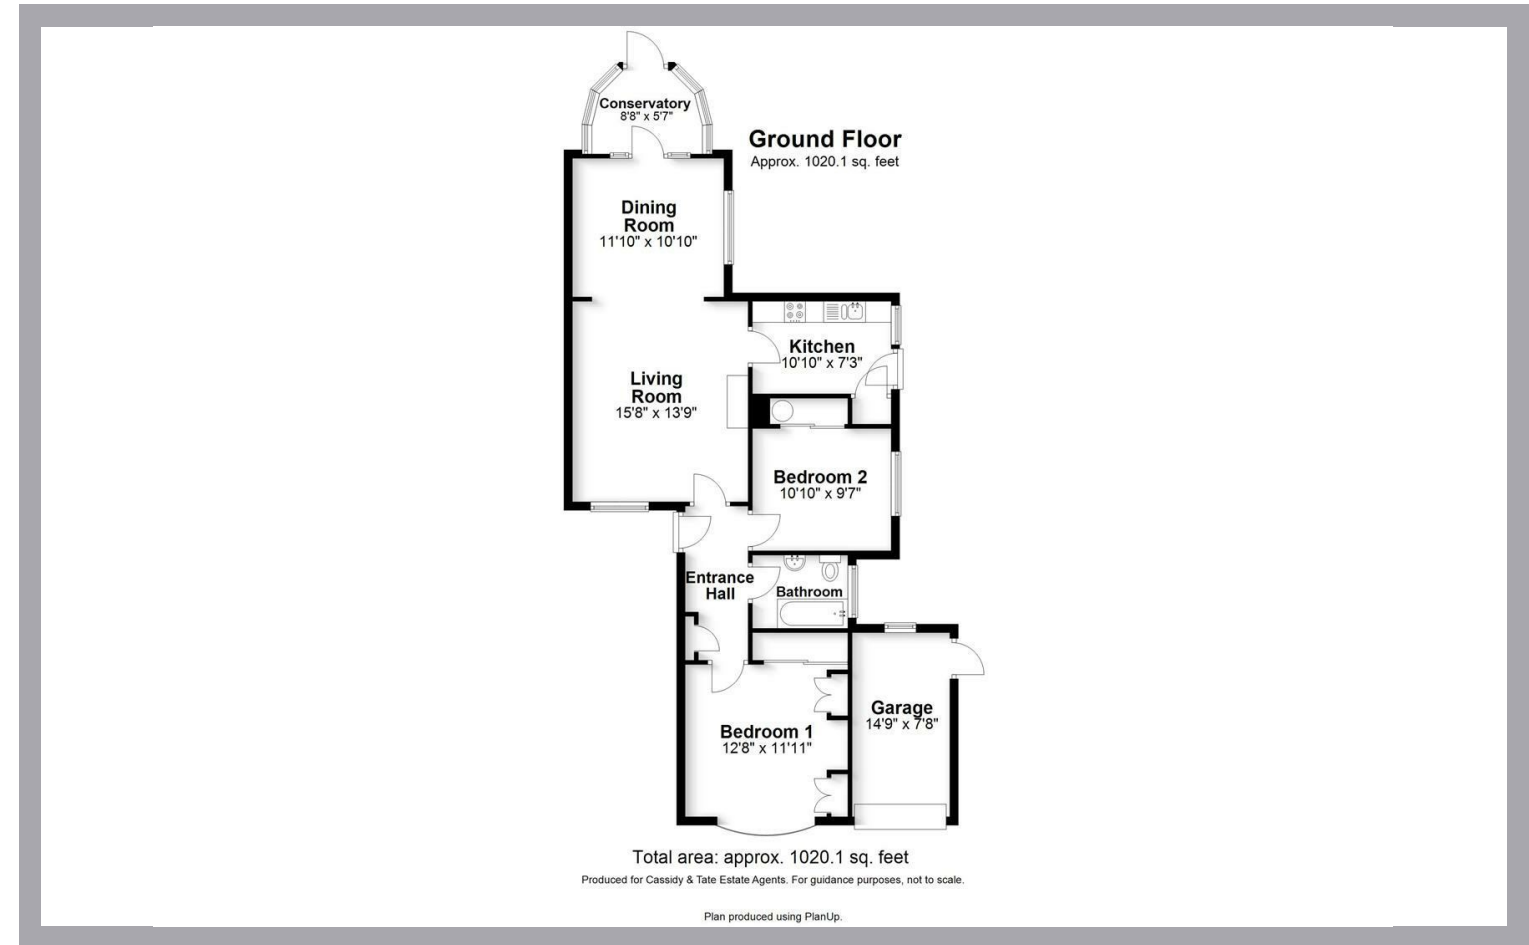 Conservatory
8'8" x 5'7"
Ground Floor
Approx. 1020.1 sq. feet
Dining
Room
11'10" x 10'10"
Kitchen
10'10" x 7'3"
Living
Room
15'8" x 13'9"
Bedroom 2
10'10" x 9'7"
Entrance
Hall
Bathroom
Garage
14'9" x 7'8"
Bedroom 1
12'8" x 11'11"
Total area: approx. 1020.1 sq. feet
Produced for Cassidy & Tate Estate Agents. For guidance purposes, not to scale.
Plan produced using PlanUp.